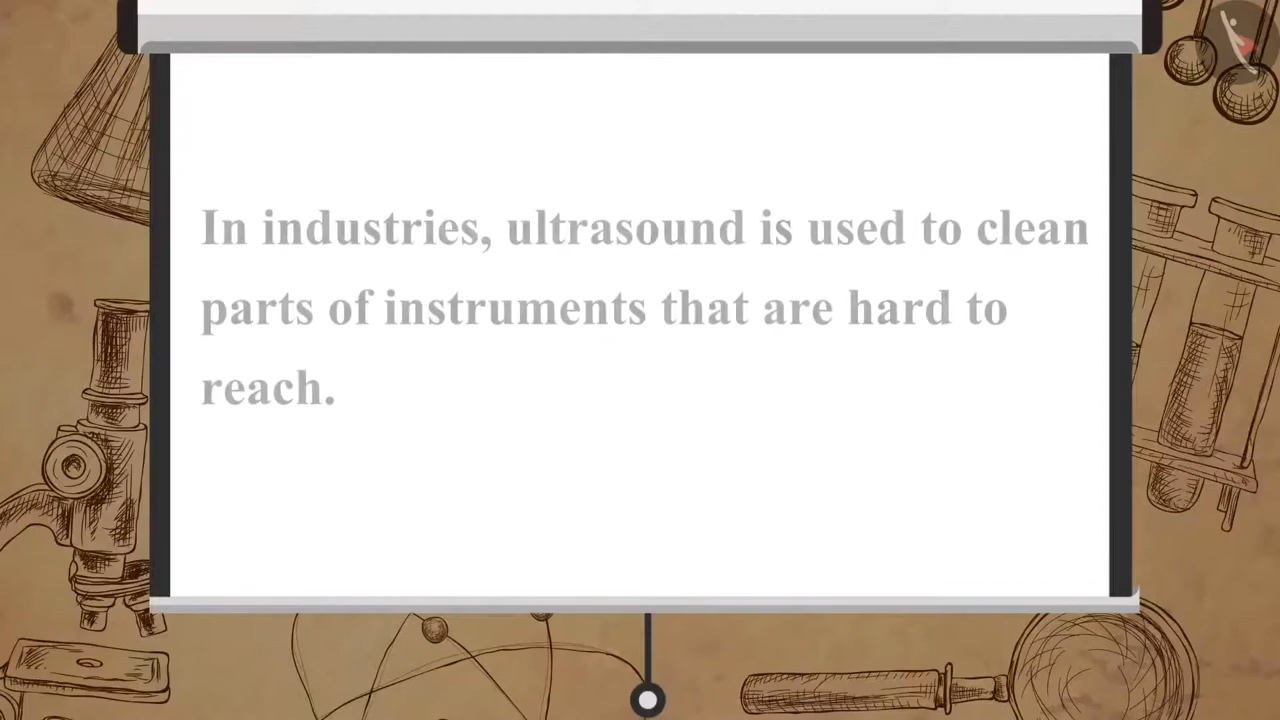 In industries, ultrasound is used to clean
parts of instruments that are hard to
reach.